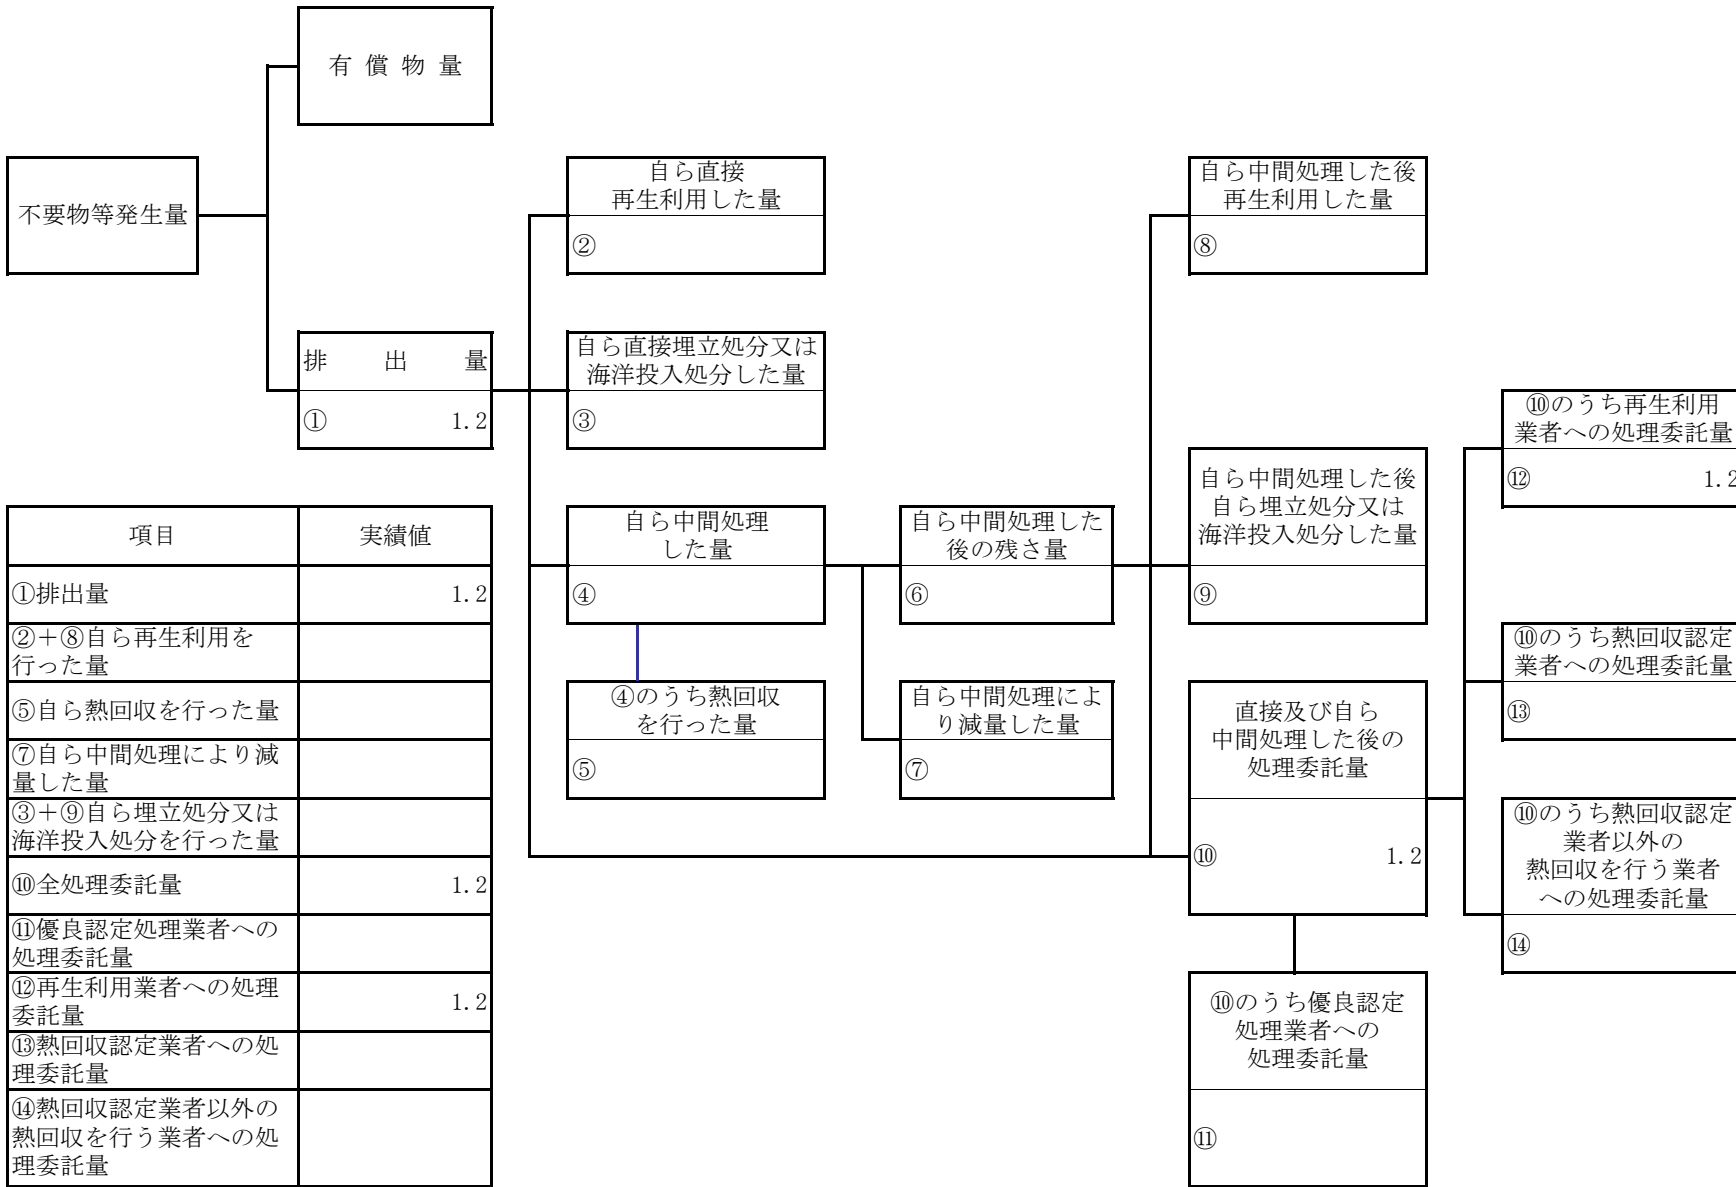 有償物量
不要物等発生量
自ら直接
再生利用した量
②
自ら中間処理した後
再生利用した量
⑧
排出量
① 1.2
自ら直接埋立処分又は
海洋投入処分した量
③
⑩のうち再生利用
業者への処理委託量
⑫ 1.2
自ら中間処理した後
自ら埋立処分又は
海洋投入処分した量
⑨
自ら中間処理
した量
④
自ら中間処理した
後の残さ量
⑥
⑩のうち熱回収認定
業者への処理委託量
⑬
④のうち熱回収
を行った量
⑤
自ら中間処理によ
り減量した量
⑦
直接及び自ら
中間処理した後の
処理委託量
⑩ 1.2
⑩のうち熱回収認定
業者以外の
熱回収を行う業者
への処理委託量
⑭
⑩のうち優良認定
処理業者への
処理委託量
⑪
項目 実績値
①排出量 1.2
②＋⑧自ら再生利用を
行った量
⑤自ら熱回収を行った量
⑦自ら中間処理により減
量した量
③＋⑨自ら埋立処分又は
海洋投入処分を行った量
⑩全処理委託量 1.2
⑪優良認定処理業者への
処理委託量
⑫再生利用業者への処理
委託量 1.2
⑬熱回収認定業者への処
理委託量
⑭熱回収認定業者以外の
熱回収を行う業者への処
理委託量